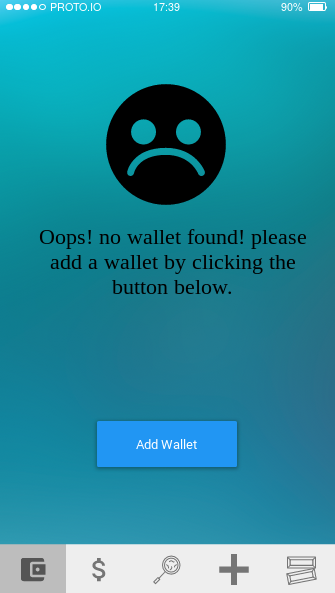 PROTO.IO 17:39 90%
Oops! no wallet found! please
add a wallet by clicking the
button below.
Add Wallet
$